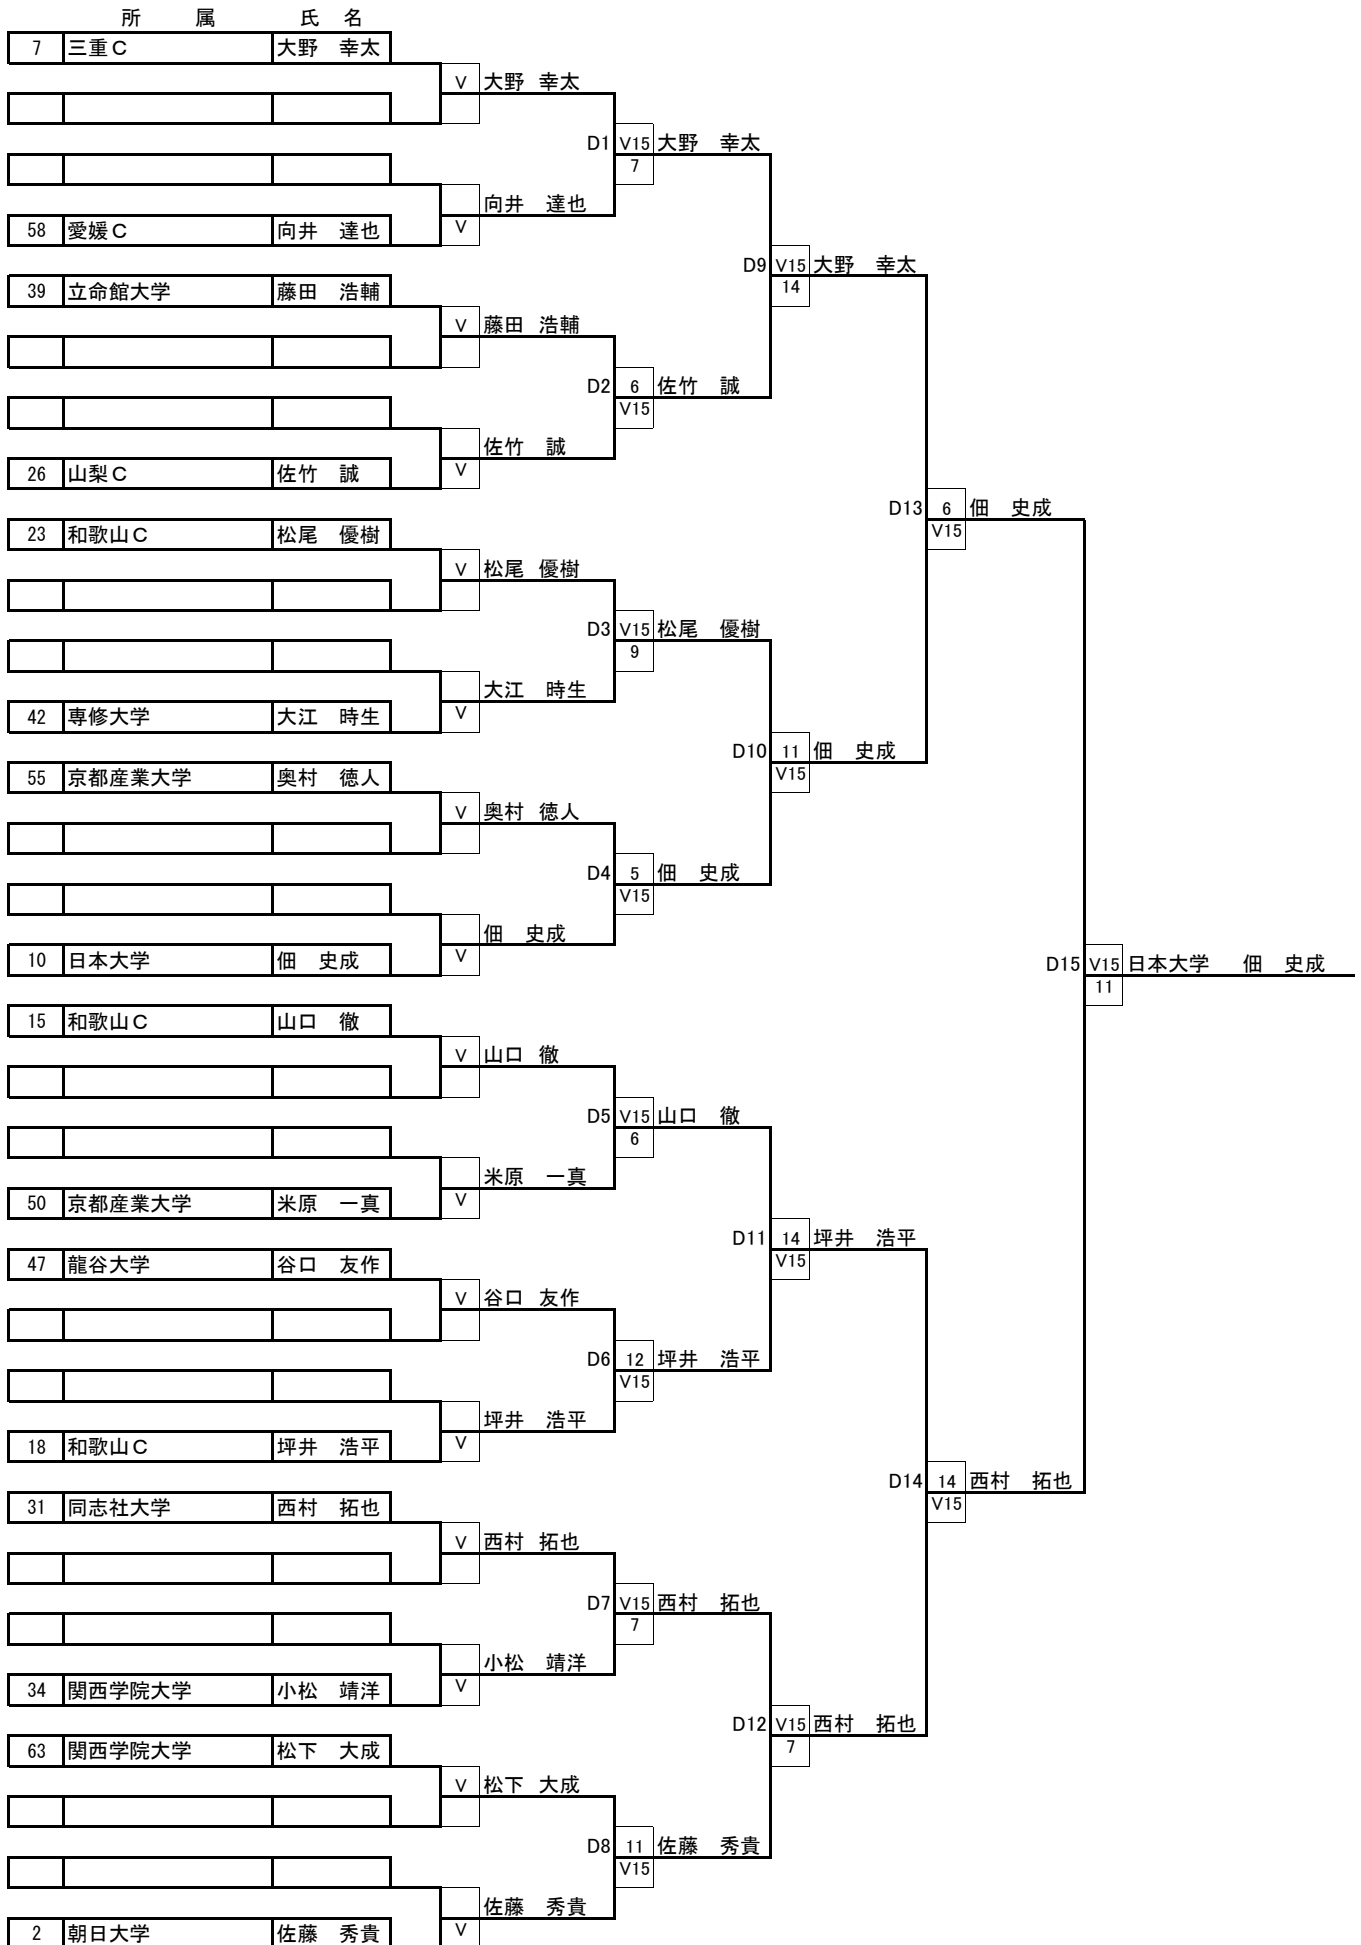 所　属　氏　名
7 三重Ｃ 大野　幸太
V 大野　幸太
D1 V15 大野　幸太
7
向井　達也
58 愛媛Ｃ 向井　達也 V
D9 V15 大野　幸太
39 立命館大学 藤田　浩輔 14
V 藤田　浩輔
D2 6 佐竹　誠
V15
佐竹　誠
26 山梨Ｃ 佐竹　誠 V
D13 6 佃　史成
23 和歌山Ｃ 松尾　優樹 V15
V 松尾　優樹
D3 V15 松尾　優樹
9
大江　時生
42 専修大学 大江　時生 V
D10 11 佃　史成
55 京都産業大学 奥村　徳人 V15
V 奥村　徳人
D4 5 佃　史成
V15
佃　史成
10 日本大学 佃　史成 V
D15 V15 日本大学　佃　史成
11
15 和歌山Ｃ 山口　徹
V 山口　徹
D5 V15 山口　徹
6
米原　一真
50 京都産業大学 米原　一真 V
D11 14 坪井　浩平
47 龍谷大学 谷口　友作 V15
V 谷口　友作
D6 12 坪井　浩平
V15
坪井　浩平
18 和歌山Ｃ 坪井　浩平 V
D14 14 西村　拓也
31 同志社大学 西村　拓也 V15
V 西村　拓也
D7 V15 西村　拓也
7
小松　靖洋
34 関西学院大学 小松　靖洋 V
D12 V15 西村　拓也
63 関西学院大学 松下　大成 7
V 松下　大成
D8 11 佐藤　秀貴
V15
佐藤　秀貴
2 朝日大学 佐藤　秀貴 V